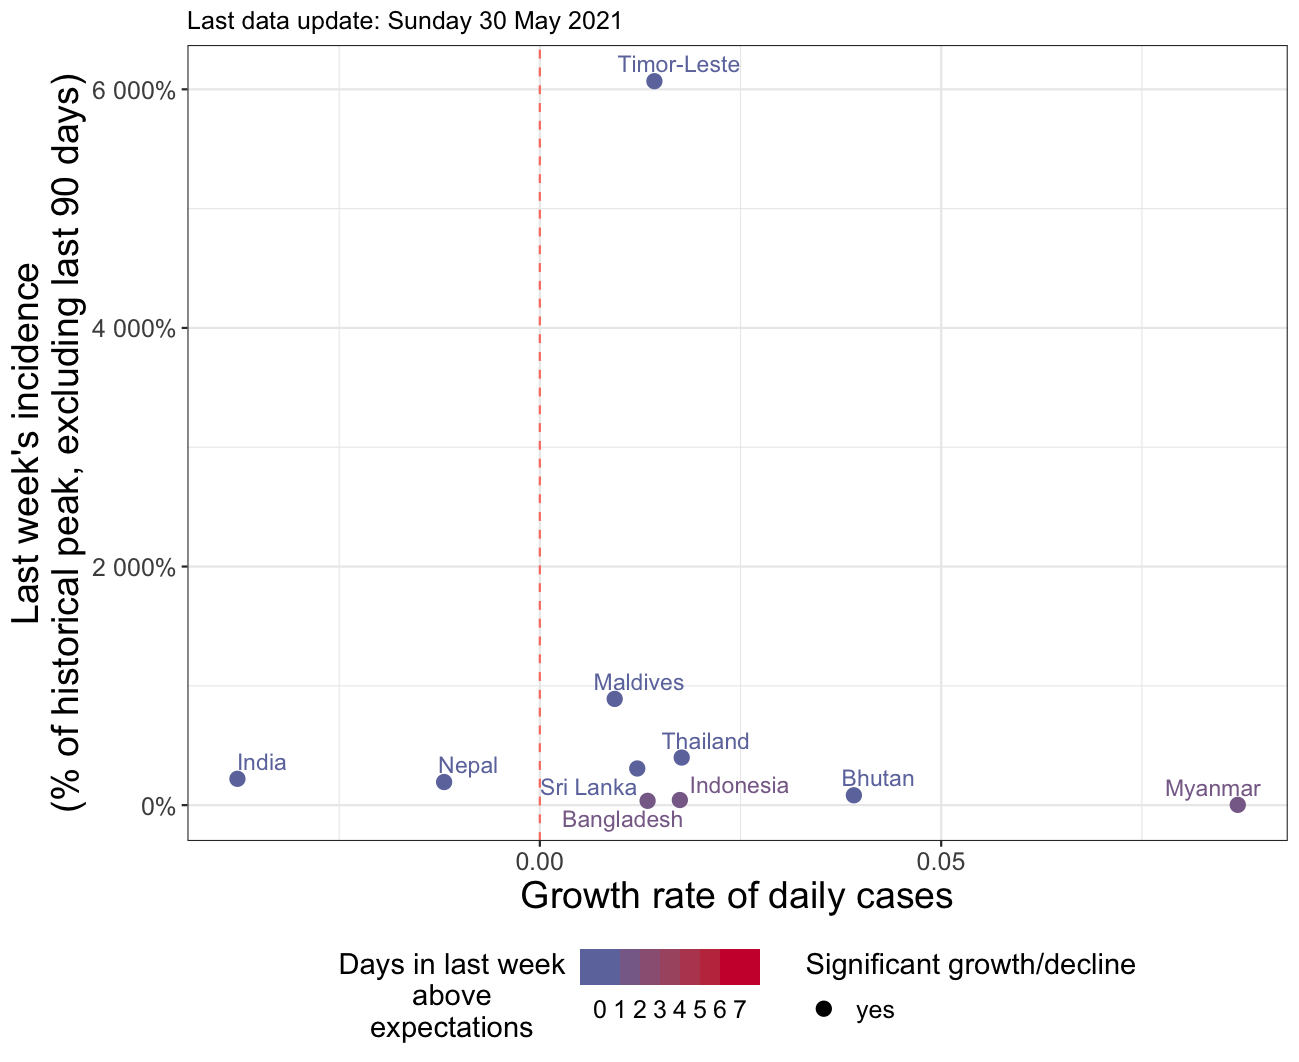 Last data update: Sunday 30 May 2021
Last week's incidence
(% of historical peak, excluding last 90 days)
6 000%
4 000%
2 000%
0%
Timor-Leste
Maldives
Thailand
India
Nepal
Sri Lanka
Indonesia
Bhutan
Myanmar
Bangladesh
0.00
0.05
Growth rate of daily cases
Days in last week
above
expectations
0 1 2 3 4 5 6 7
Significant growth/decline
yes